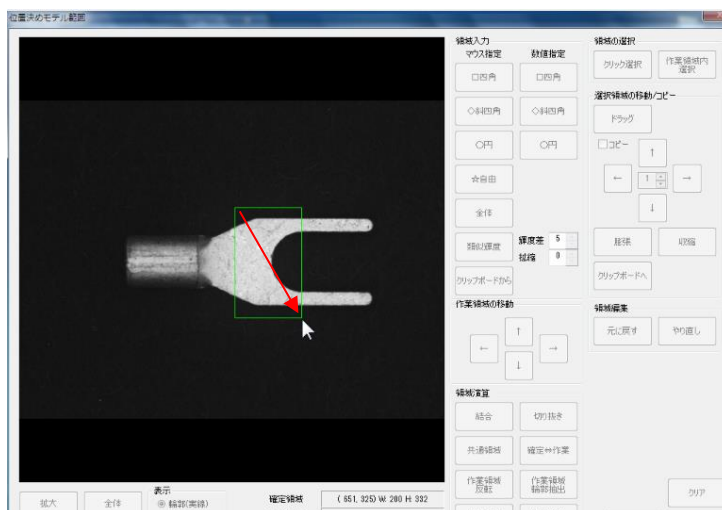 位置決めのモデル範囲
領域入力
マウス指定 数値指定
□四角 □四角
◇斜四角 ◇斜四角
○円 ○円
☆自由
全体
類似輝度 輝度差 5
拡縮 0
クリップボードから
作業領域の移動
↑
← →
↓
領域演算
結合 切り抜き
共通領域 確定⇔作業
作業領域反転 作業領域輪郭抽出
領域の選択
クリック選択 作業領域内選択
選択領域の移動/コピー
ドラッグ
□コピー ↑
← 1 →
↓
膨張 収縮
クリップボードへ
領域編集
元に戻す やり直し
クリア
拡大 全体
表示
輪郭(実線)
確定領域 ( 651, 325) W: 280 H: 332